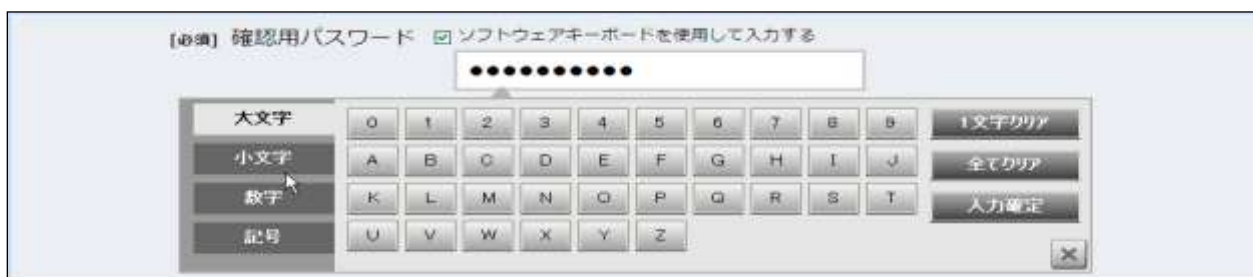 [必須] 確認用パスワード ソフトウェアキーボードを使用して入力する
●●●●●●●●●●
大文字 0 1 2 3 4 5 6 7 8 9 1文字クリア
小文字 A B C D E F G H I J 全てクリア
数字 K L M N O P Q R S T 入力確定
記号 U V W X Y Z